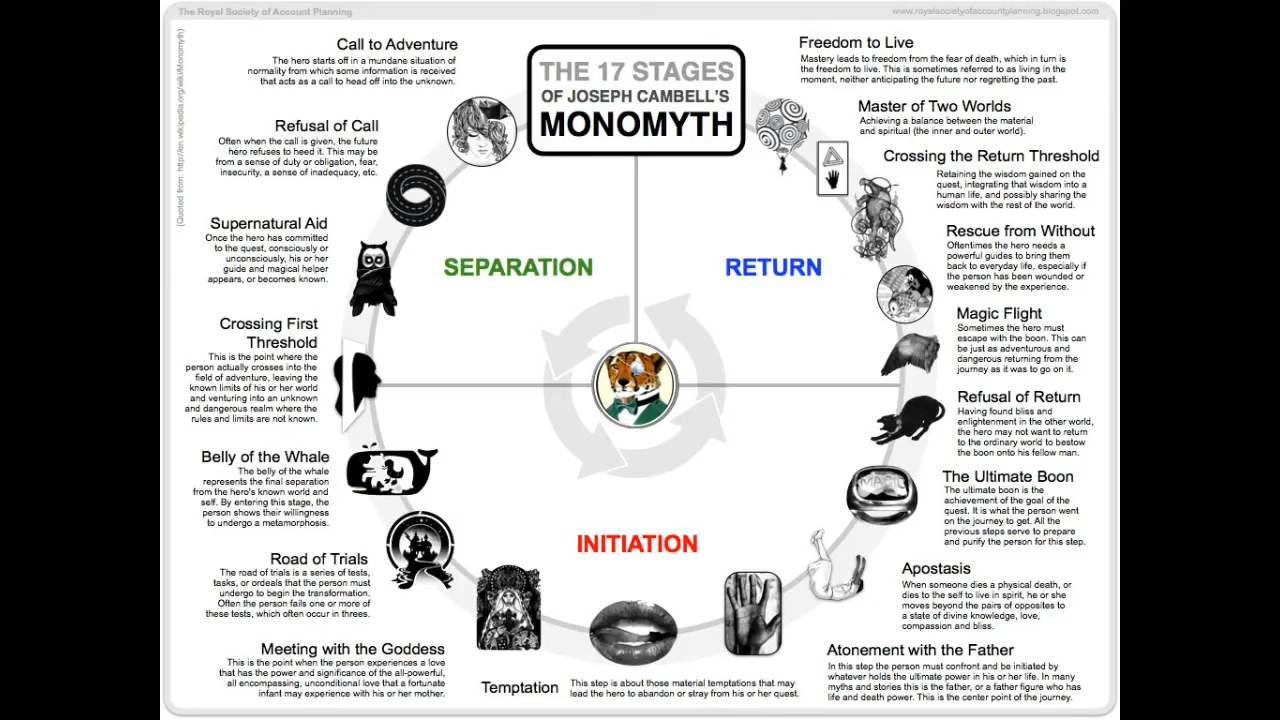 The Royal Society of Account Planning
www.royalsocietyofaccountplanning.blogspot.com
(Quoted from: http://en.wikipedia.org/wiki/Monomyth)
THE 17 STAGES
OF JOSEPH CAMBELL'S
MONOMYTH
Call to Adventure
The hero starts off in a mundane situation of
normality from which some information is received
that acts as a call to head off into the unknown.
Refusal of Call
Often when the call is given, the future
hero refuses to heed it. This may be
from a sense of duty or obligation, fear,
insecurity, a sense of inadequacy, etc.
Supernatural Aid
Once the hero has committed
to the quest, consciously or
unconsciously, his or her
guide and magical helper
appears, or becomes known.
Crossing First
Threshold
This is the point where the
person actually crosses into the
field of adventure, leaving the
known limits of his or her world
and venturing into an unknown
and dangerous realm where the
rules and limits are not known.
Belly of the Whale
The belly of the whale
represents the final separation
from the hero's known world and
self. By entering this stage, the
person shows their willingness
to undergo a metamorphosis.
Road of Trials
The road of trials is a series of tests,
tasks, or ordeals that the person must
undergo to begin the transformation.
Often the person fails one or more of
these tests, which often occur in threes.
Meeting with the Goddess
This is the point when the person experiences a love
that has the power and significance of the all-powerful,
all encompassing, unconditional love that a fortunate
infant may experience with his or her mother.
Temptation
This step is about those material temptations that may
lead the hero to abandon or stray from his or her quest.
Atonement with the Father
In this step the person must confront and be initiated by
whatever holds the ultimate power in his or her life. In many
myths and stories this is the father, or a father figure who has
life and death power. This is the center point of the journey.
Apostasis
When someone dies a physical death, or
dies to the self to live in spirit, he or she
moves beyond the pairs of opposites to
a state of divine knowledge, love,
compassion and bliss.
The Ultimate Boon
The ultimate boon is the
achievement of the goal of the
quest. It is what the person went
on the journey to get. All the
previous steps serve to prepare
and purify the person for this step.
MAGIC
Refusal of Return
Having found bliss and
enlightenment in the other world,
the hero may not want to return
to the ordinary world to bestow
the boon onto his fellow man.
Magic Flight
Sometimes the hero must
escape with the boon. This can
be just as adventurous and
dangerous returning from the
journey as it was to go on it.
Rescue from Without
Oftentimes the hero needs a
powerful guides to bring them
back to everyday life, especially if
the person has been wounded or
weakened by the experience.
Crossing the Return Threshold
Retaining the wisdom gained on the
quest, integrating that wisdom into a
human life, and possibly sharing the
wisdom with the rest of the world.
Master of Two Worlds
Achieving a balance between the material
and spiritual (the inner and outer world).
Freedom to Live
Mastery leads to freedom from the fear of death, which in turn is
the freedom to live. This is sometimes referred to as living in the
moment, neither anticipating the future nor regretting the past.
SEPARATION
RETURN
INITIATION